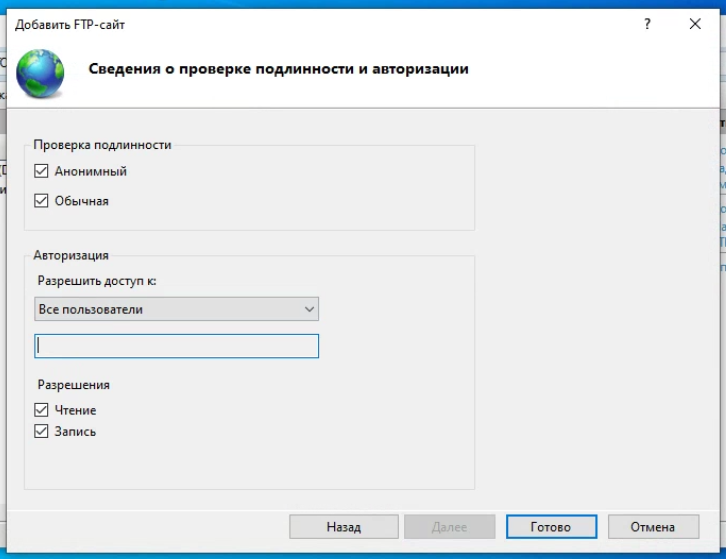 Добавить FTP-сайт
Сведения о проверке подлинности и авторизации
Проверка подлинности
Анонимный
Обычная
Авторизация
Разрешить доступ к:
Все пользователи
Разрешения
Чтение
Запись
Назад
Далее
Готово
Отмена